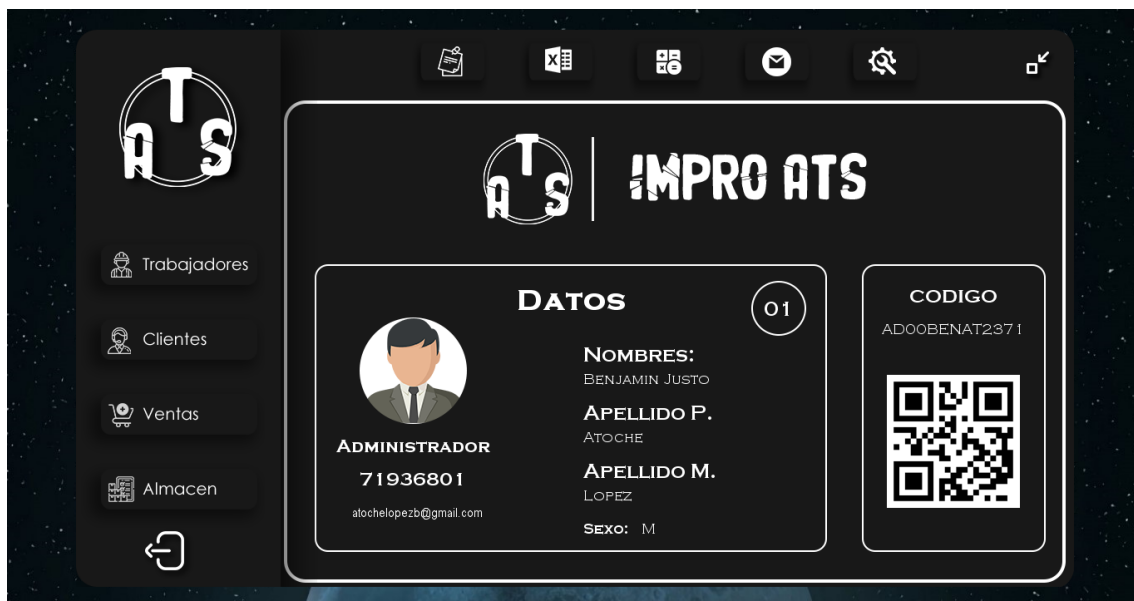 T
A S
Trabajadores
Clientes
Ventas
Almacen
T
A S
IMPRO ATS
DATOS
01
NOMBRES:
BENJAMIN JUSTO
APELLIDO P.
ATOCHE
APELLIDO M.
LOPEZ
SEXO: M
ADMINISTRADOR
71936801
atochelopezb@gmail.com
CODIGO
AD00BENAT2371